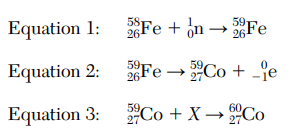 Equation 1: ⁵⁸₂₆Fe + ¹₀n → ⁵⁹₂₆Fe
Equation 2: ⁵⁹₂₆Fe → ⁵⁹₂₇Co + ⁰₋₁e
Equation 3: ⁵⁹₂₇Co + X → ⁶⁰₂₇Co